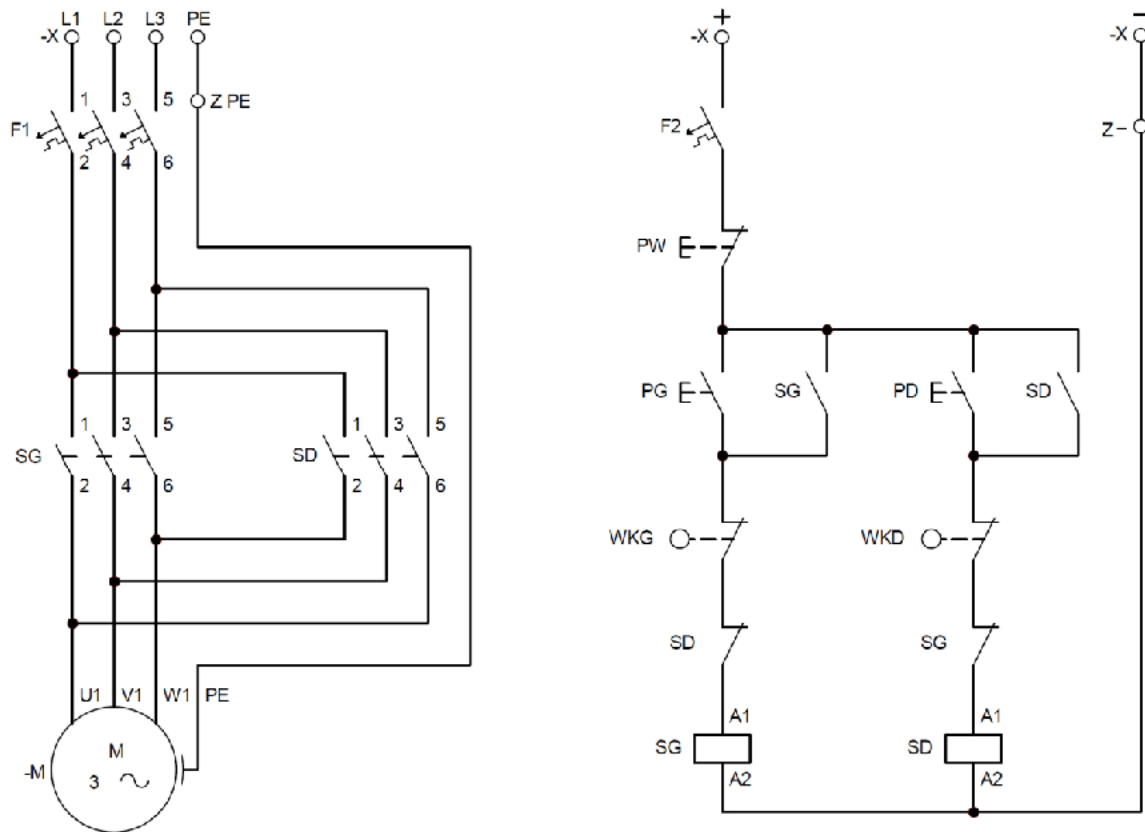 L1 L2 L3 PE
-X
1 3 5
Z PE
F1
2 4 6
1 3 5
SG
2 4 6
1 3 5
SD
2 4 6
U1 V1 W1 PE
M
-M
3
+
-X
F2
PW
PG SG PD SD
WKG WKD
SD SG
A1 A1
SG SD
A2 A2
-
-X
Z -